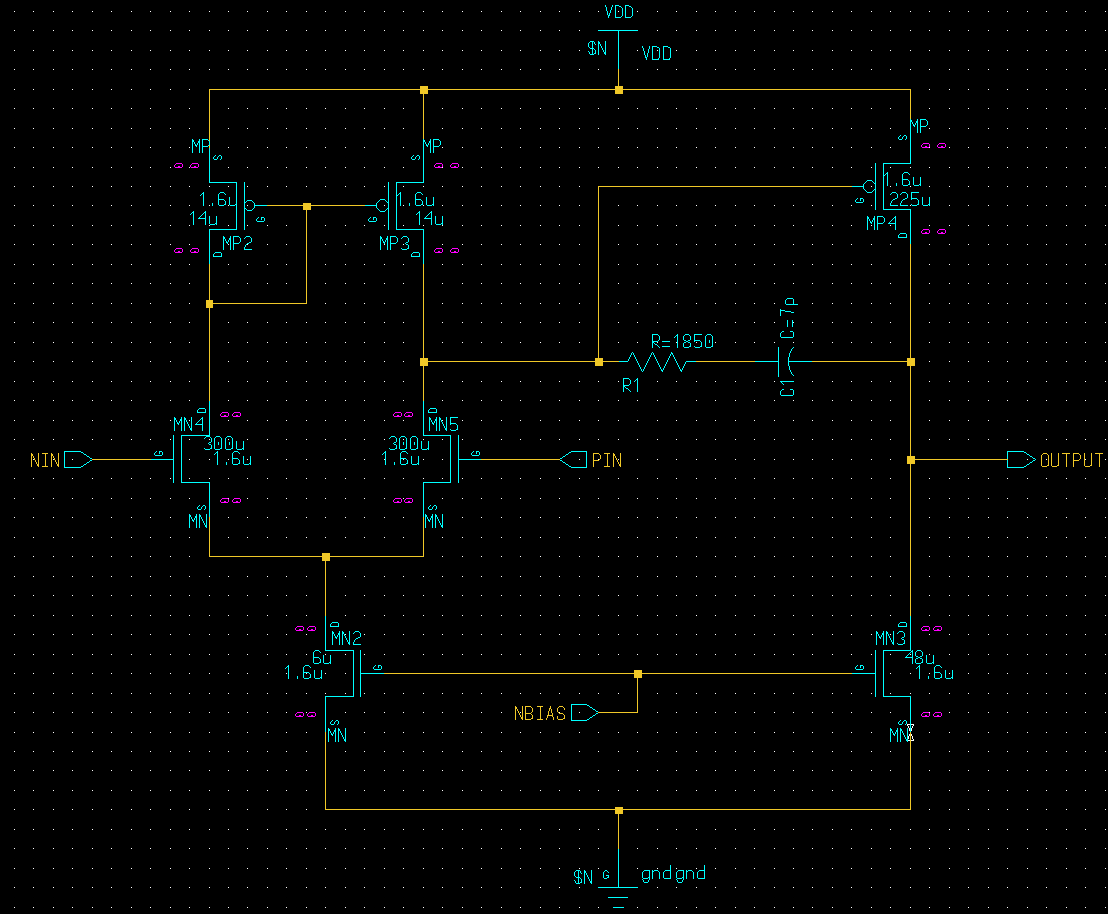 VDD
$N VDD
MP S
1.6u
14u
G
MP2
D
S MP
1.6u
14u
G
MP3
D
S MP
1.6u
225u
G
MP4
D
R=1850
R1
C=7p
C1
NIN
G
D
MN4
300u
1.6u
S
MN
D
MN5
300u
1.6u
G
PIN
S
MN
OUTPUT
D
MN2
6u
1.6u
G
S
MN
NBIAS
D
MN3
48u
1.6u
G
S
MN
$N G gndgnd